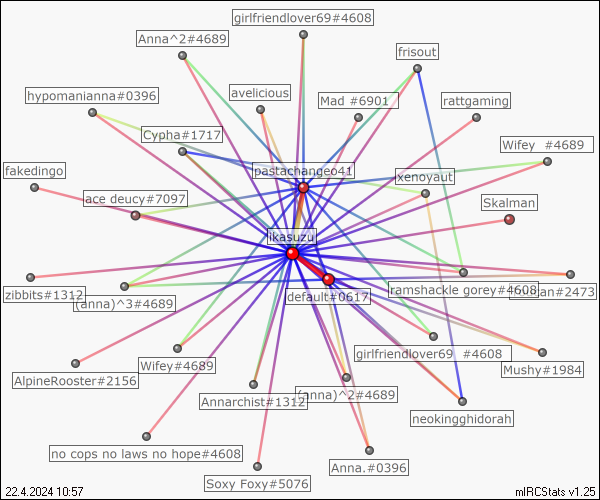 girlfriendlover69#4608
Anna^2#4689
frisout
hypomanianna#0396
avelicious
Mad #6901
rattgaming
Cypha#1717
Wifey #4689
fakedingo
pastachangeo41
xenoyaut
ace deucy#7097
Skalman
ikasuzu
zibbits#1312
(anna)^3#4689
default#0617
ramshackle gorey#4608
#2473
girlfriendlover69 #4608
Wifey#4689
Mushy#1984
AlpineRooster#2156
Annarchist#1312
(anna)^2#4689
neokingghidorah
no cops no laws no hope#4608
Anna.#0396
Soxy Foxy#5076
22.4.2024 10:57
mIRCStats v1.25